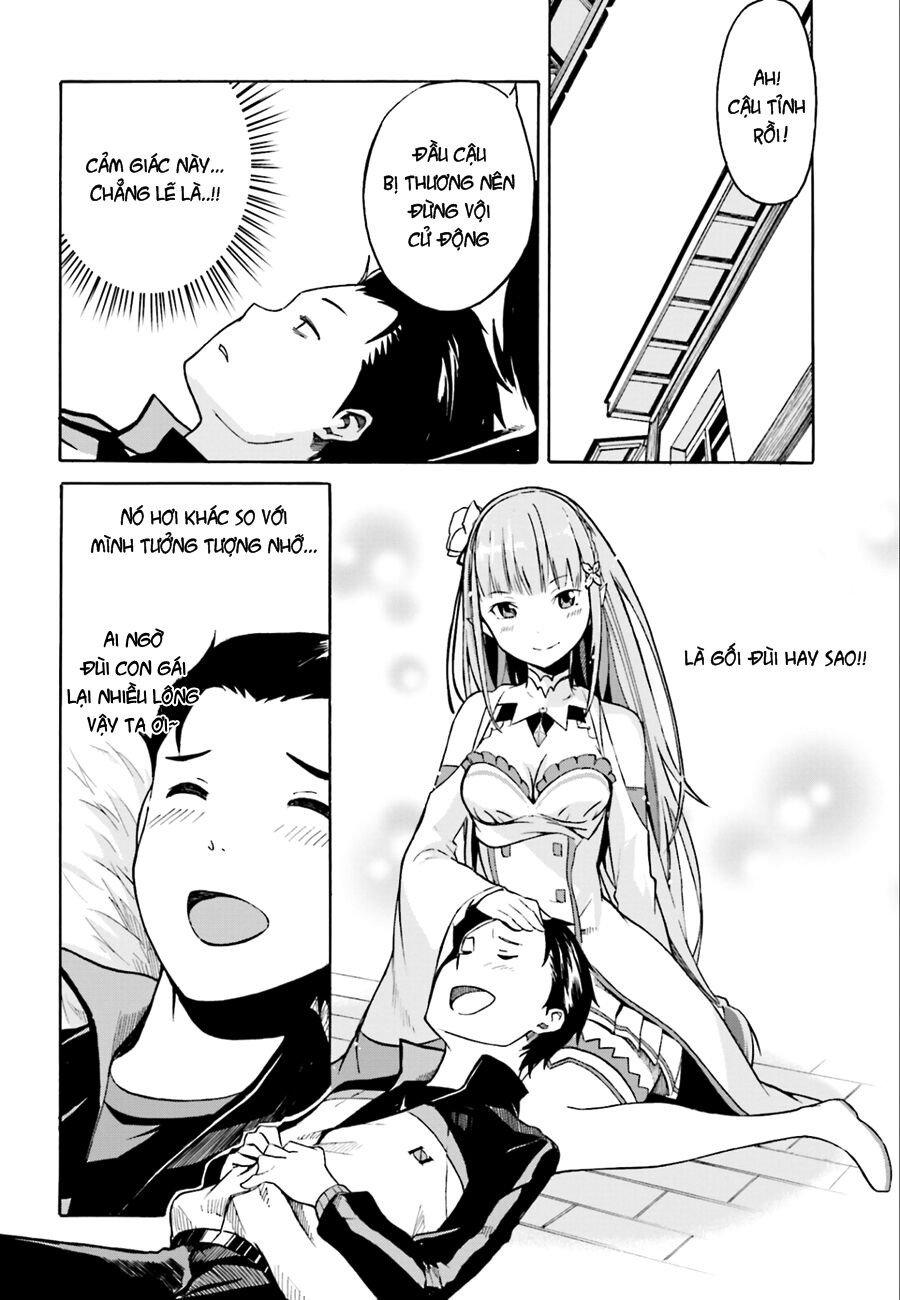 AH!
CẬU TỈNH
RỒI!
ĐẦU CẬU
BỊ THƯƠNG NÊN
ĐỪNG VỘI
CỬ ĐỘNG
CẢM GIÁC NÀY...
CHẲNG LẼ LÀ..!!
LÀ GỐI ĐÙI HAY SAO!!
NÓ HƠI KHÁC SO VỚI
MÌNH TƯỞNG TƯỢNG NHỠ...
AI NGỜ
ĐÙI CON GÁI
LẠI NHIỀU LÔNG
VẬY TA ƠI~